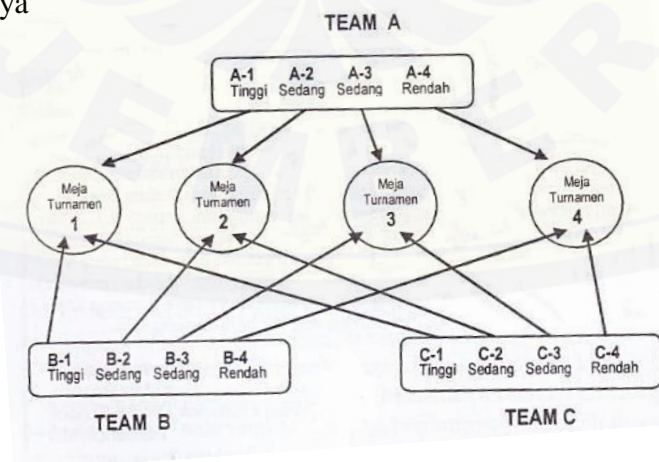 ya
TEAM A
A-1 A-2 A-3 A-4
Tinggi Sedang Sedang Rendah
Meja
Turnamen
1
Meja
Turnamen
2
Meja
Turnamen
3
Meja
Turnamen
4
B-1 B-2 B-3 B-4
Tinggi Sedang Sedang Rendah
C-1 C-2 C-3 C-4
Tinggi Sedang Sedang Rendah
TEAM B
TEAM C
JEMBER